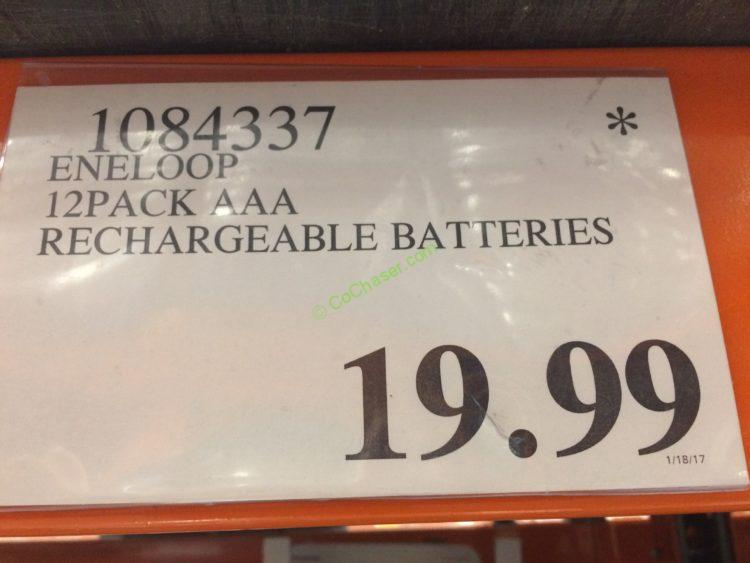 1084337 *
ENELOOP
12PACK AAA
RECHARGEABLE BATTERIES
© CoChaser.com
19.99
1/18/17